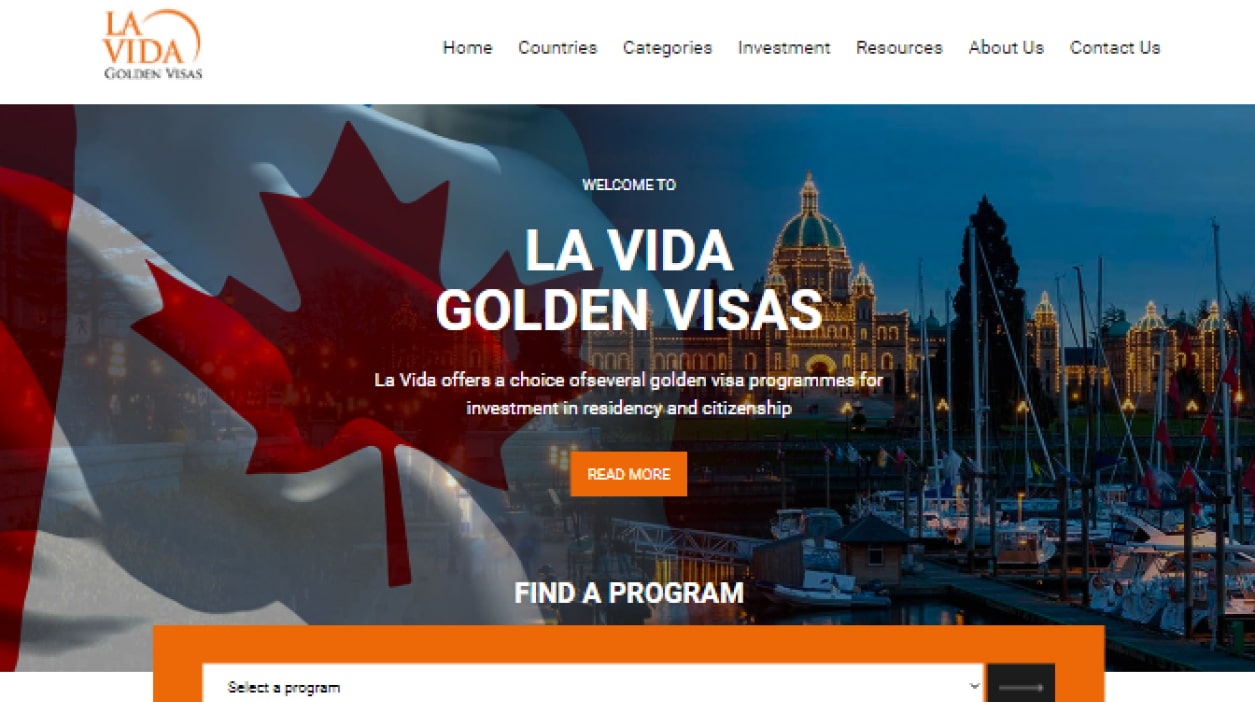 LA
VIDA
GOLDEN VISAS
Home Countries Categories Investment Resources About Us Contact Us
WELCOME TO
LA VIDA
GOLDEN VISAS
La Vida offers a choice ofseveral golden visa programmes for
investment in residency and citizenship
READ MORE
FIND A PROGRAM
Select a program